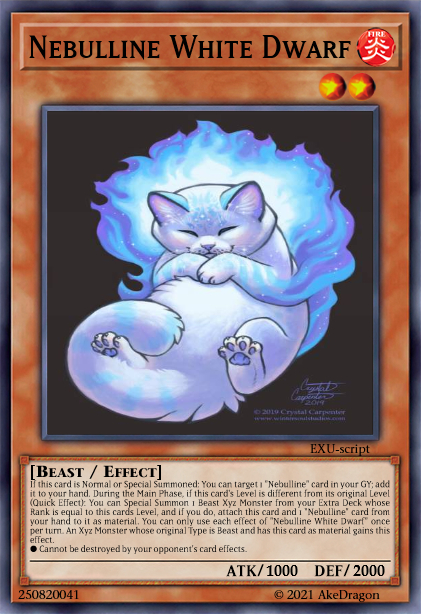 Nebulline White Dwarf
FIRE
炎
Crystal
Carpenter
2019
© 2019 Crystal Carpenter
EXU-script
[Beast / Effect]
If this card is Normal or Special Summoned: You can target 1 "Nebulline" card in your GY; add
it to your hand. During the Main Phase, if this card's Level is different from its original Level
(Quick Effect): You can Special Summon 1 Beast Xyz Monster from your Extra Deck whose
Rank is equal to this cards Level, and if you do, attach this card and 1 "Nebulline" card from
your hand to it as material. You can only use each effect of "Nebulline White Dwarf" once
per turn. An Xyz Monster whose original Type is Beast and has this card as material gains this
effect.
● Cannot be destroyed by your opponent's card effects.
ATK/1000 DEF/2000
250820041 © 2021 AkeDragon